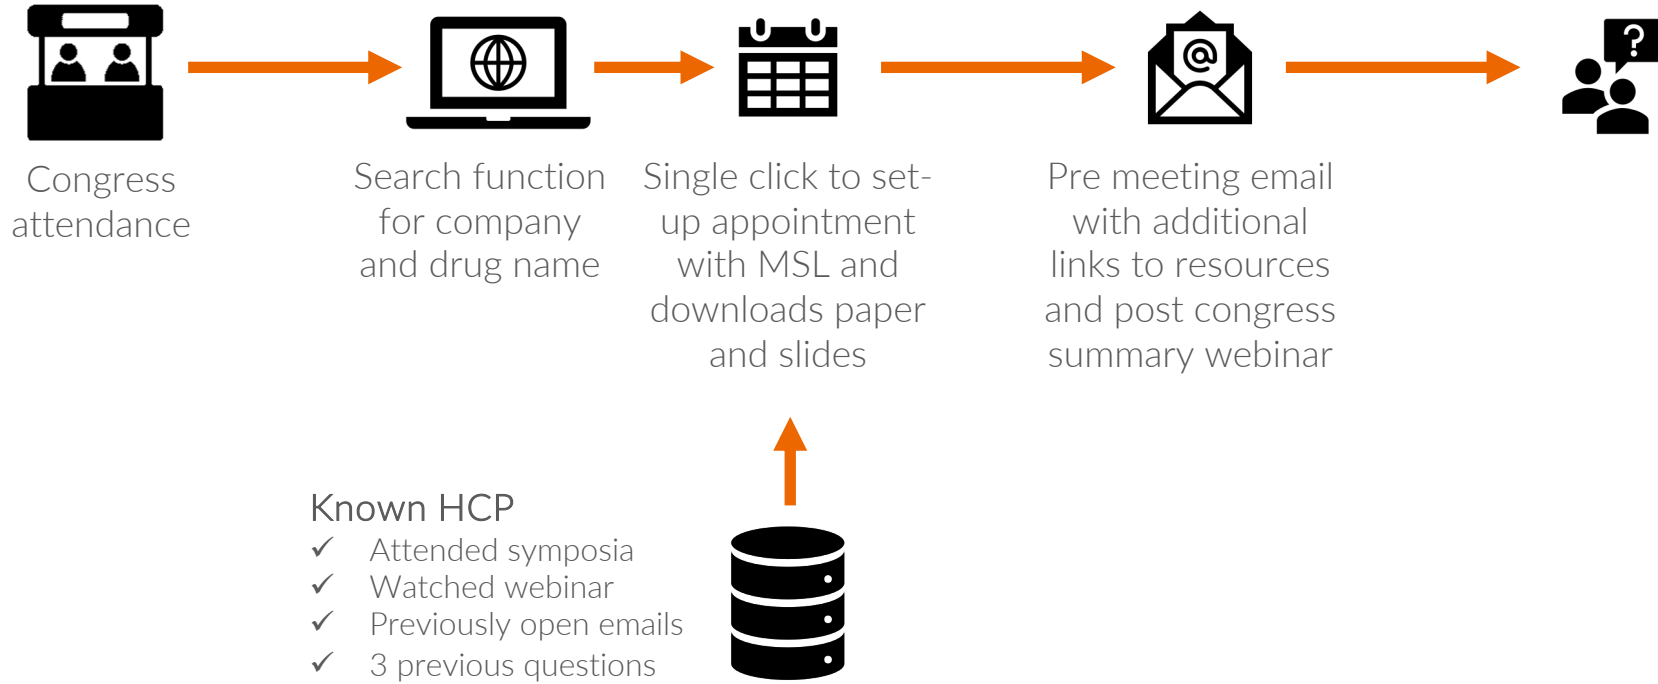 Congress
attendance
Search function
for company
and drug name
Single click to set-
up appointment
with MSL and
downloads paper
and slides
Pre meeting email
with additional
links to resources
and post congress
summary webinar
?
@
Known HCP
✓ Attended symposia
✓ Watched webinar
✓ Previously open emails
✓ 3 previous questions